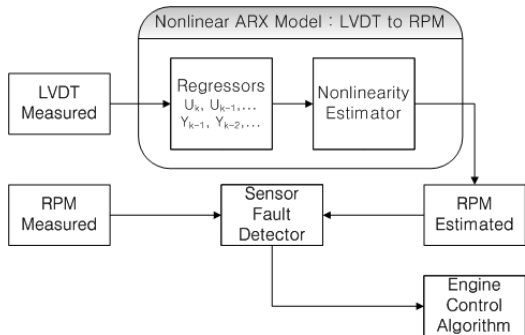 Nonlinear ARX Model : LVDT to RPM
LVDT
Measured
Regressors
Uₖ, Uₖ₋₁,...
Yₖ₋₁, Yₖ₋₂,...
Nonlinearity
Estimator
RPM
Measured
Sensor
Fault
Detector
RPM
Estimated
Engine
Control
Algorithm